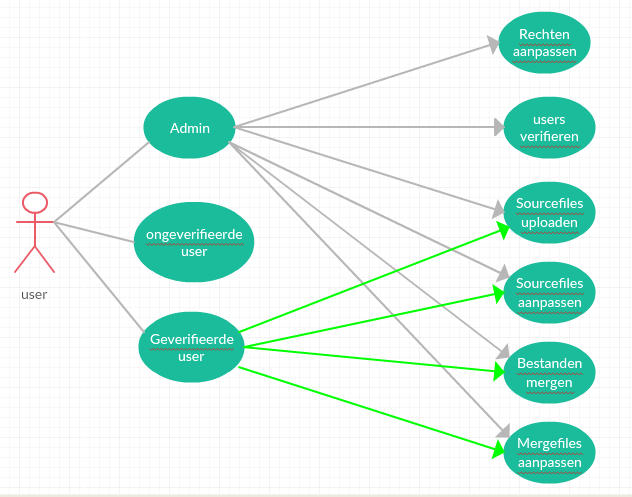 Rechten
aanpassen
Admin
users
verifieren
Sourcefiles
uploaden
ongeverifieerde
user
Sourcefiles
aanpassen
user
Geverifieerde
user
Bestanden
mergen
Mergefiles
aanpassen